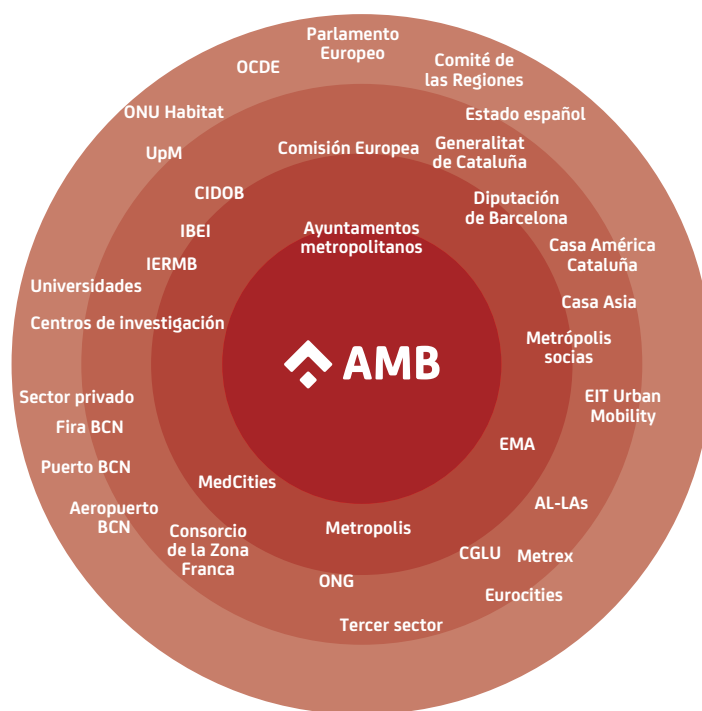 Parlamento
Europeo
OCDE
Comité de
las Regiones
ONU Habitat
Estado español
UpM
Comisión Europea
Generalitat
de Cataluña
CIDOB
Diputación
de Barcelona
IBEI
Ayuntamentos
metropolitanos
Casa América
Cataluña
IERMB
Universidades
Casa Asia
Centros de investigación
Metrópolis
socias
AMB
Sector privado
EIT Urban
Mobility
Fira BCN
EMA
Puerto BCN
MedCities
AL-LAs
Aeropuerto
BCN
Consorcio
de la Zona
Franca
Metropolis
CGLU
Metrex
ONG
Eurocities
Tercer sector